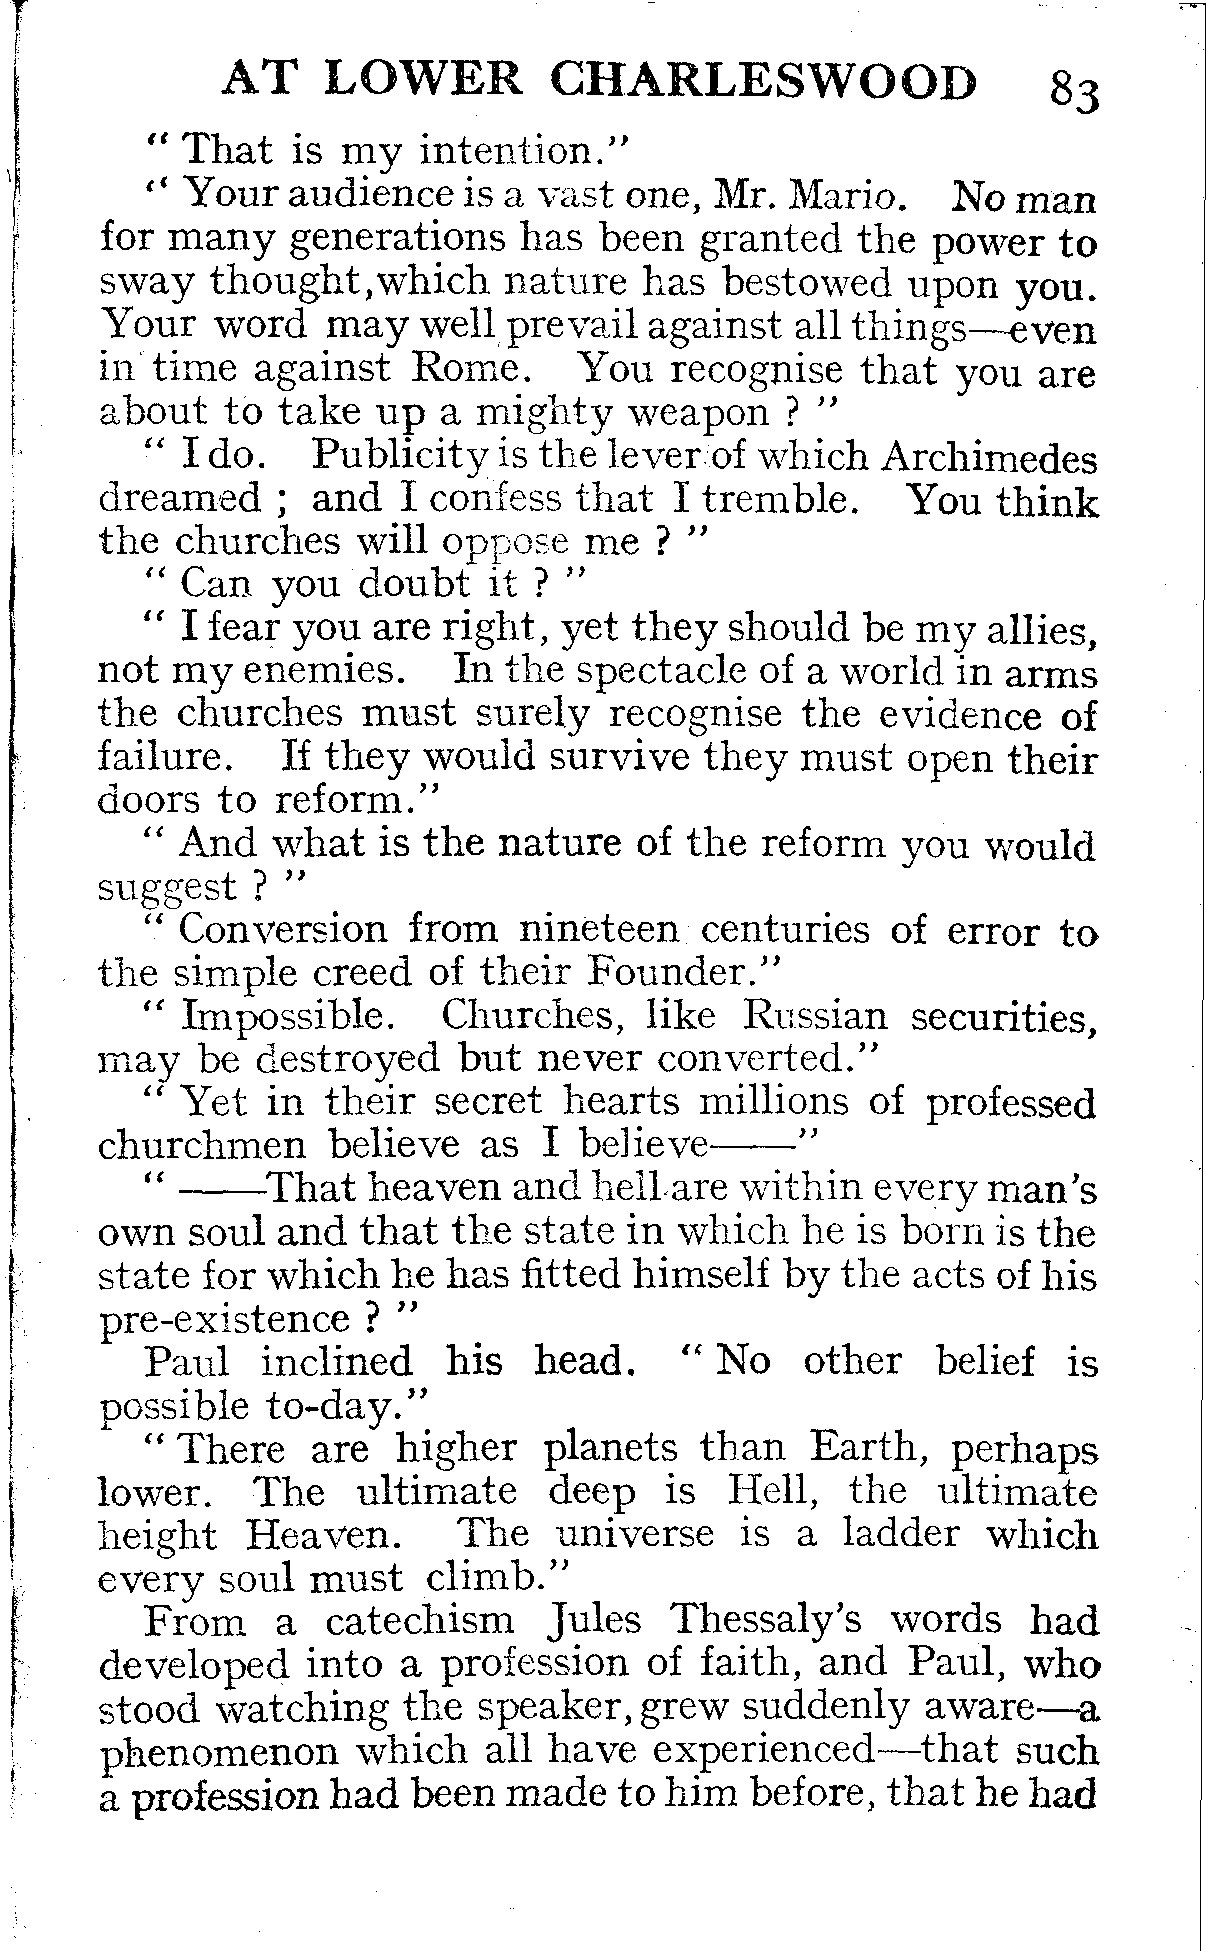 AT LOWER CHARLESWOOD 83
" That is my intention."
" Your audience is a vast one, Mr. Mario. No man
for many generations has been granted the power to
sway thought,which nature has bestowed upon you.
Your word may well prevail against all things—even
in time against Rome. You recognise that you are
about to take up a mighty weapon ? "
" I do. Publicity is the lever of which Archimedes
dreamed ; and I confess that I tremble. You think
the churches will oppose me ? "
" Can you doubt it ? "
" I fear you are right, yet they should be my allies,
not my enemies. In the spectacle of a world in arms
the churches must surely recognise the evidence of
failure. If they would survive they must open their
doors to reform."
" And what is the nature of the reform you would
suggest ? "
" Conversion from nineteen centuries of error to
the simple creed of their Founder."
" Impossible. Churches, like Russian securities,
may be destroyed but never converted."
" Yet in their secret hearts millions of professed
churchmen believe as I believe——"
" ——That heaven and hell are within every man's
own soul and that the state in which he is born is the
state for which he has fitted himself by the acts of his
pre-existence ? "
Paul inclined his head. " No other belief is
possible to-day."
" There are higher planets than Earth, perhaps
lower. The ultimate deep is Hell, the ultimate
height Heaven. The universe is a ladder which
every soul must climb."
From a catechism Jules Thessaly's words had
developed into a profession of faith, and Paul, who
stood watching the speaker, grew suddenly aware—a
phenomenon which all have experienced—that such
a profession had been made to him before, that he had